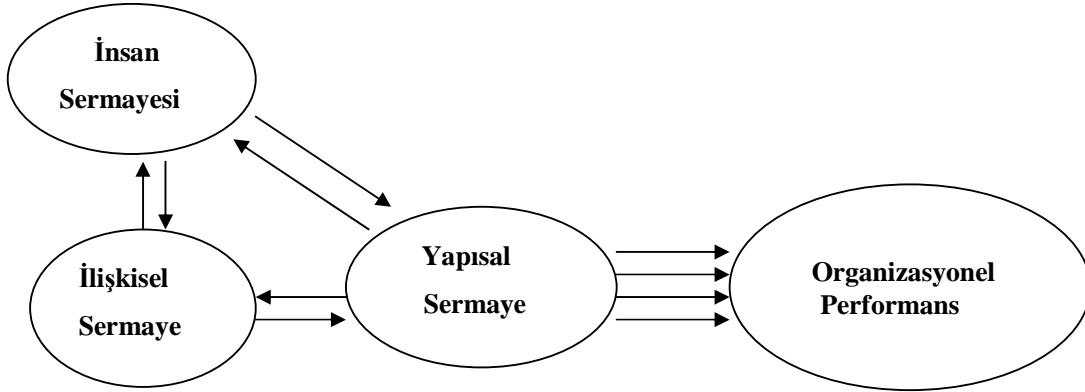 İnsan
Sermayesi
İlişkisel
Sermaye
Yapısal
Sermaye
Organizasyonel
Performans